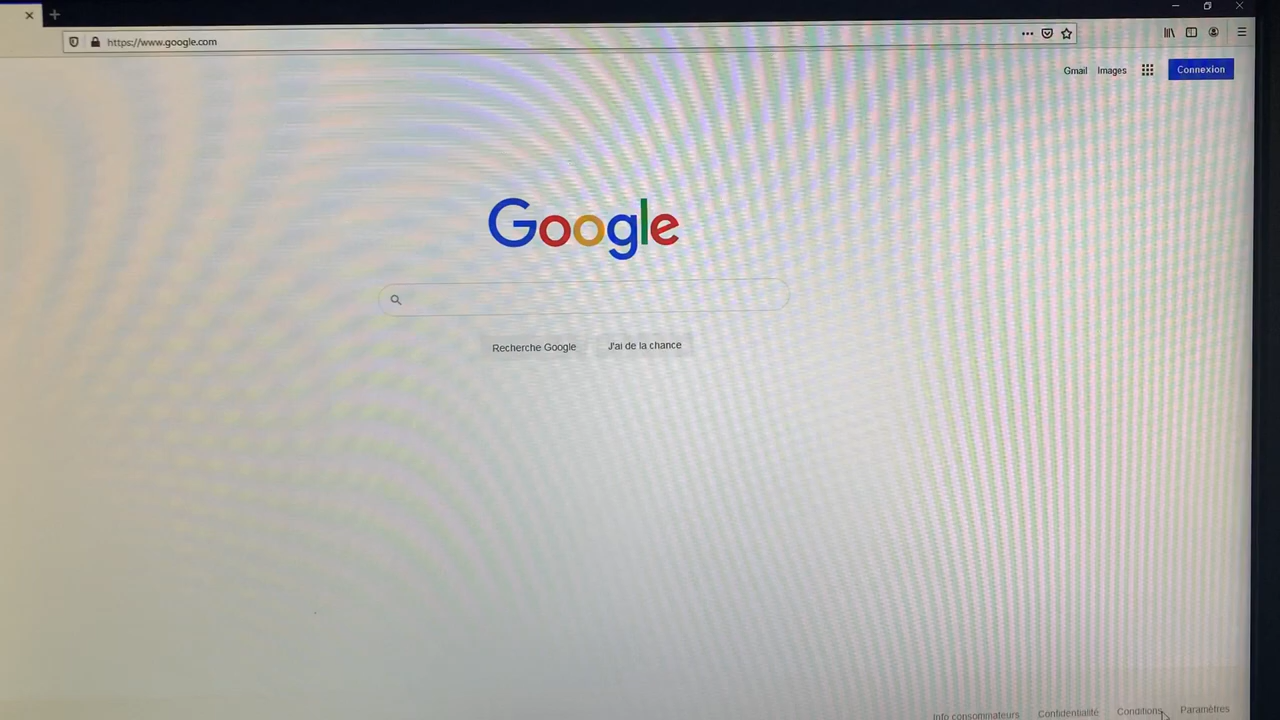 https://www.google.com
Gmail Images Connexion
Google
Recherche Google J'ai de la chance
Info consommateurs Confidentialité Conditions Paramètres